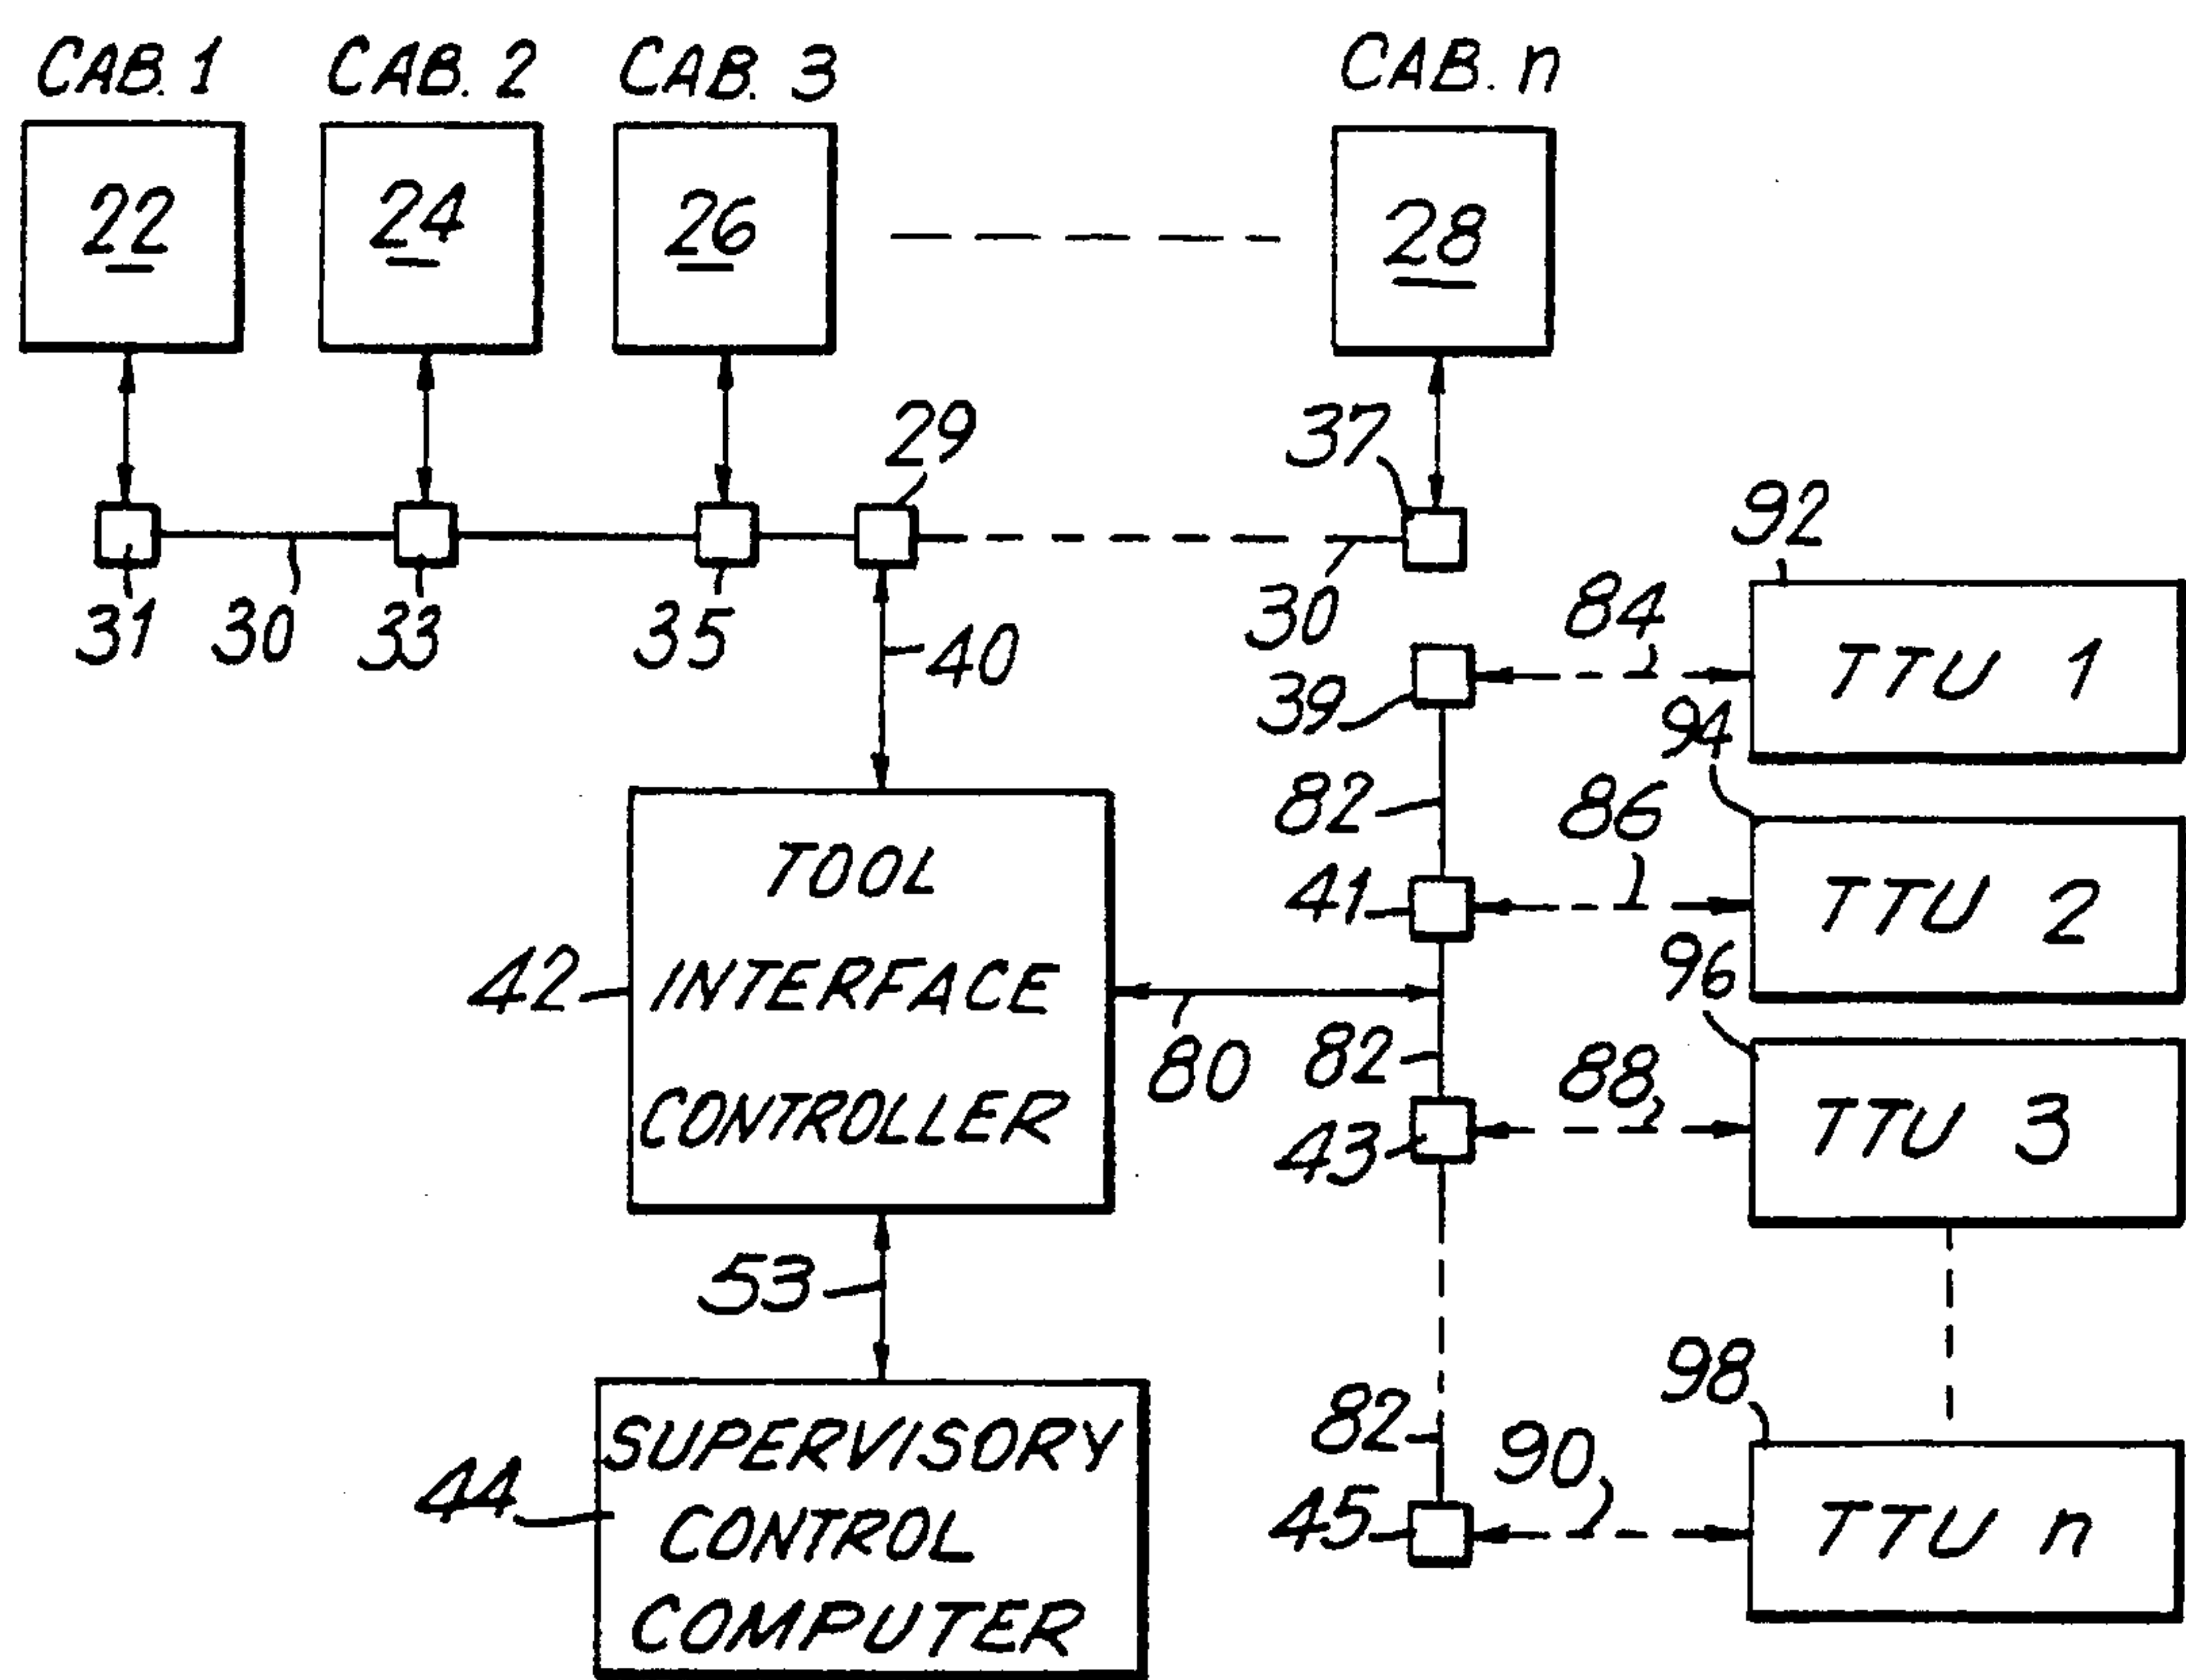 CAB. 1 CAB. 2 CAB. 3 CAB. n
22 24 26 28
29 37
31 30 33 35 40 30
92
84
TTU 1
39
94
82 86
TOOL
41
TTU 2
42
INTERFACE
96
80 82 88
CONTROLLER
43
TTU 3
53
98
82 90
44
SUPERVISORY
CONTROL
COMPUTER
45
TTU n